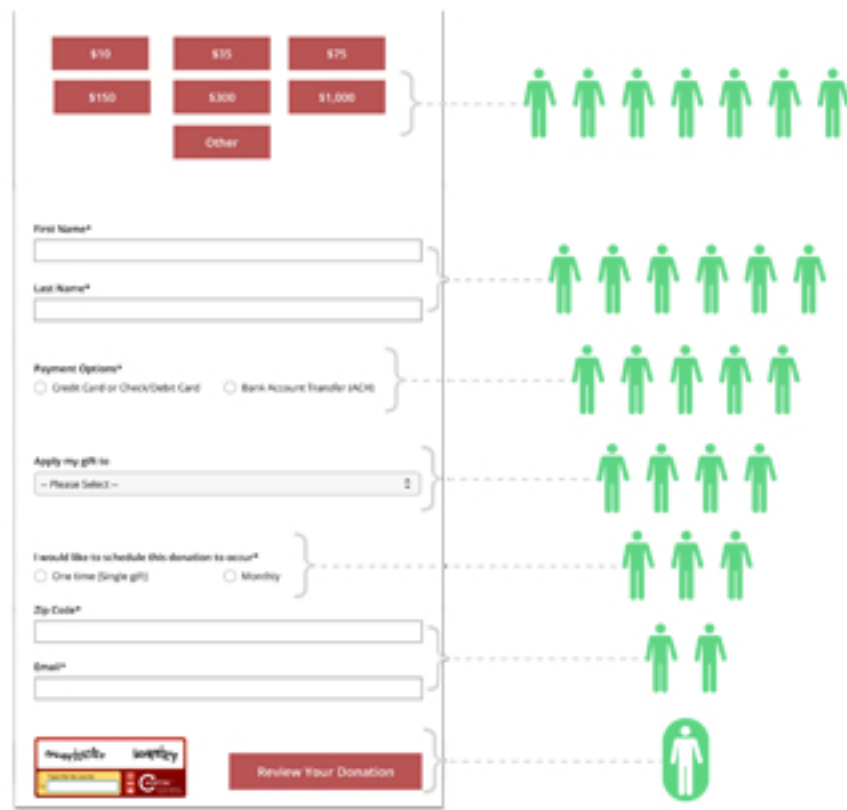 $10 $35 $75
$150 $300 $1,000
Other
First Name*
Last Name*
Payment Options*
Credit Card or Check/Debit Card Bank Account Transfer (ACH)
Apply my gift to
-- Please Select --
I would like to schedule this donation to occur*
One time (Single gift) Monthly
Zip Code*
Email*
Review Your Donation